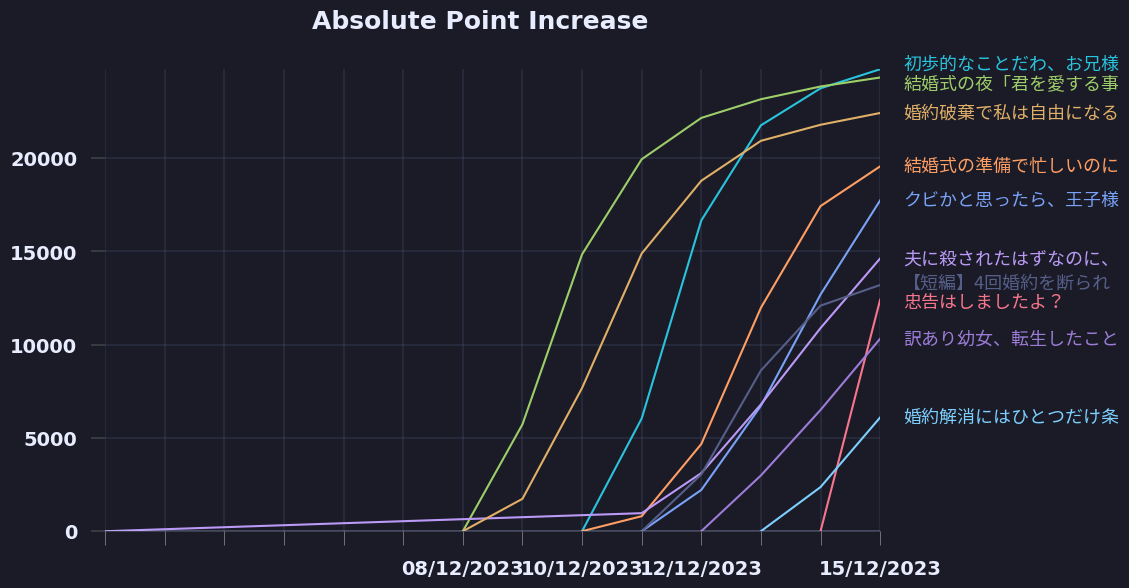 Absolute Point Increase
初歩的なことだわ、お兄様
結婚式の夜「君を愛する事
婚約破棄で私は自由になる
結婚式の準備で忙しいのに
クビかと思ったら、王子様
夫に殺されたはずなのに、
【短編】4回婚約を断られ
忠告はしましたよ？
訳あり幼女、転生したこと
婚約解消にはひとつだけ条
20000
15000
10000
5000
0
08/12/2023
10/12/2023
12/12/2023
15/12/2023